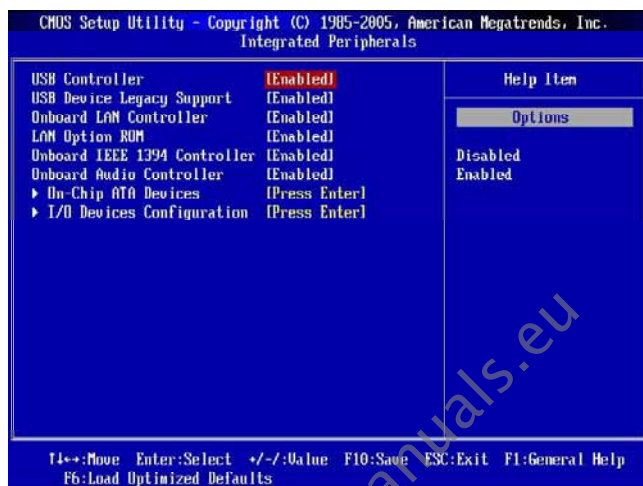 CMOS Setup Utility - Copyright (C) 1985-2005, American Megatrends, Inc.
Integrated Peripherals
USB Controller [Enabled]
USB Device Legacy Support [Enabled]
Onboard LAN Controller [Enabled]
LAN Option ROM [Enabled]
Onboard IEEE 1394 Controller [Enabled]
Onboard Audio Controller [Enabled]
▶ On-Chip ATA Devices [Press Enter]
▶ I/O Devices Configuration [Press Enter]
Help Item
Options
Disabled
Enabled
↑↓←→:Move Enter:Select +/-/:Value F10:Save ESC:Exit F1:General Help
F6:Load Optimized Defaults
anuals.eu